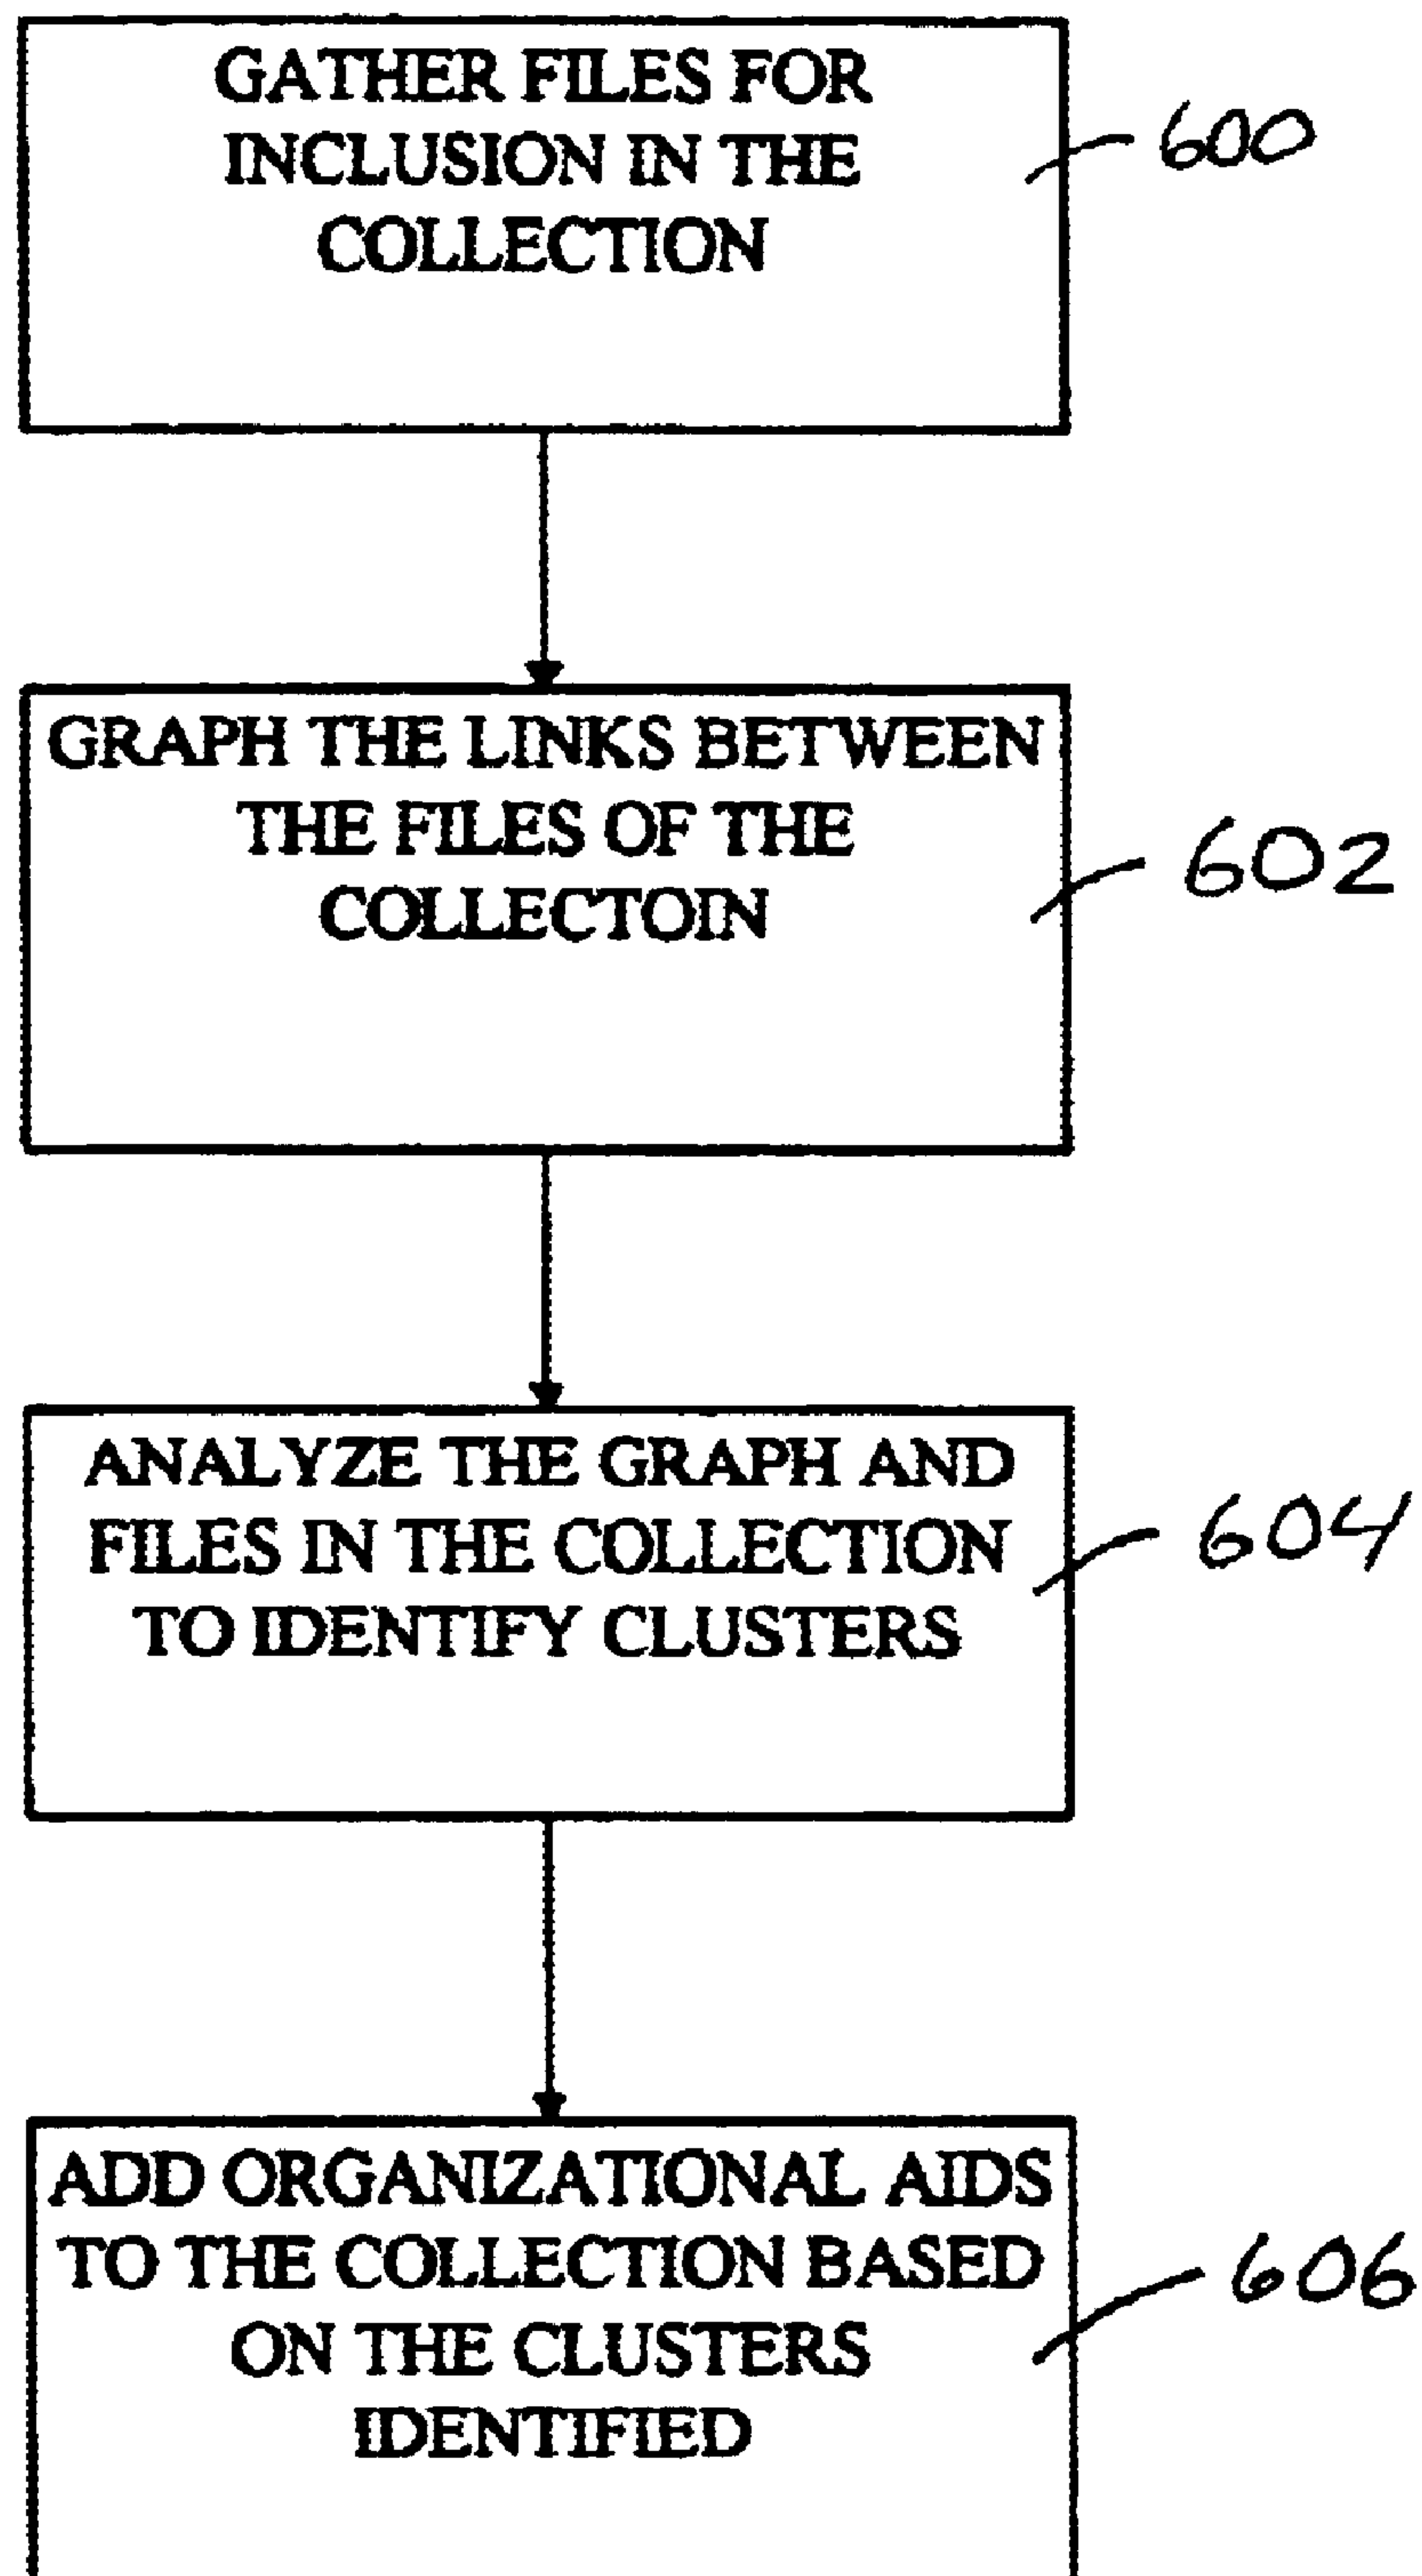 GATHER FILES FOR
INCLUSION IN THE
COLLECTION
600
GRAPH THE LINKS BETWEEN
THE FILES OF THE
COLLECTOIN
602
ANALYZE THE GRAPH AND
FILES IN THE COLLECTION
TO IDENTIFY CLUSTERS
604
ADD ORGANIZATIONAL AIDS
TO THE COLLECTION BASED
ON THE CLUSTERS
IDENTIFIED
606